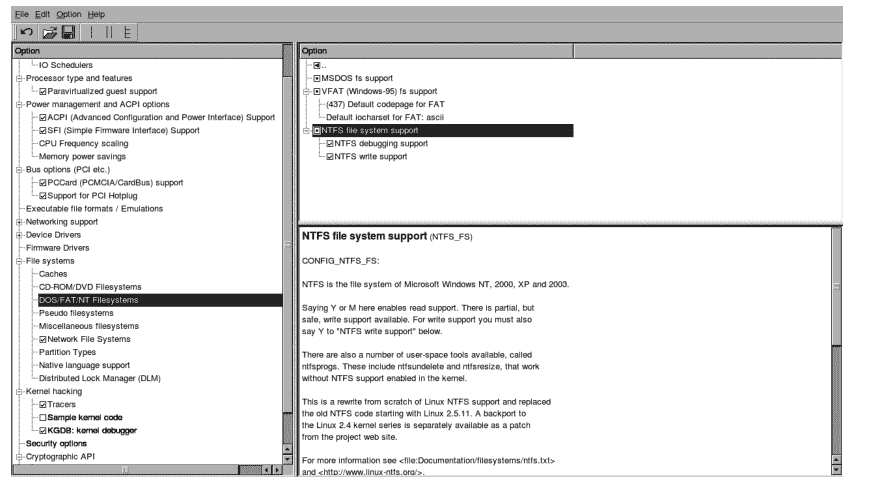 File Edit Option Help
Option
IO Schedulers
Processor type and features
Paravirtualized guest support
Power management and ACPI options
ACPI (Advanced Configuration and Power Interface) Support
SFI (Simple Firmware Interface) Support
CPU Frequency scaling
Memory power savings
Bus options (PCI etc.)
PCCard (PCMCIA/CardBus) support
Support for PCI Hotplug
Executable file formats / Emulations
Networking support
Device Drivers
Firmware Drivers
File systems
Caches
CD-ROM/DVD Filesystems
DOS/FAT/NT Filesystems
Pseudo filesystems
Miscellaneous filesystems
Network File Systems
Partition Types
Native language support
Distributed Lock Manager (DLM)
Kernel hacking
Tracers
Sample kernel code
KGDB: kernel debugger
Security options
Cryptographic API
Option
..
MSDOS fs support
VFAT (Windows-95) fs support
(437) Default codepage for FAT
Default iocharset for FAT: ascii
NTFS file system support
NTFS debugging support
NTFS write support
NTFS file system support (NTFS_FS)
CONFIG_NTFS_FS:
NTFS is the file system of Microsoft Windows NT, 2000, XP and 2003.
Saying Y or M here enables read support. There is partial, but
safe, write support available. For write support you must also
say Y to "NTFS write support" below.
There are also a number of user-space tools available, called
ntfsprogs. These include ntfsundelete and ntfsresize, that work
without NTFS support enabled in the kernel.
This is a rewrite from scratch of Linux NTFS support and replaced
the old NTFS code starting with Linux 2.5.11. A backport to
the Linux 2.4 kernel series is separately available as a patch
from the project web site.
For more information see <file:Documentation/filesystems/ntfs.txt>
and <http://www.linux-ntfs.org/>.